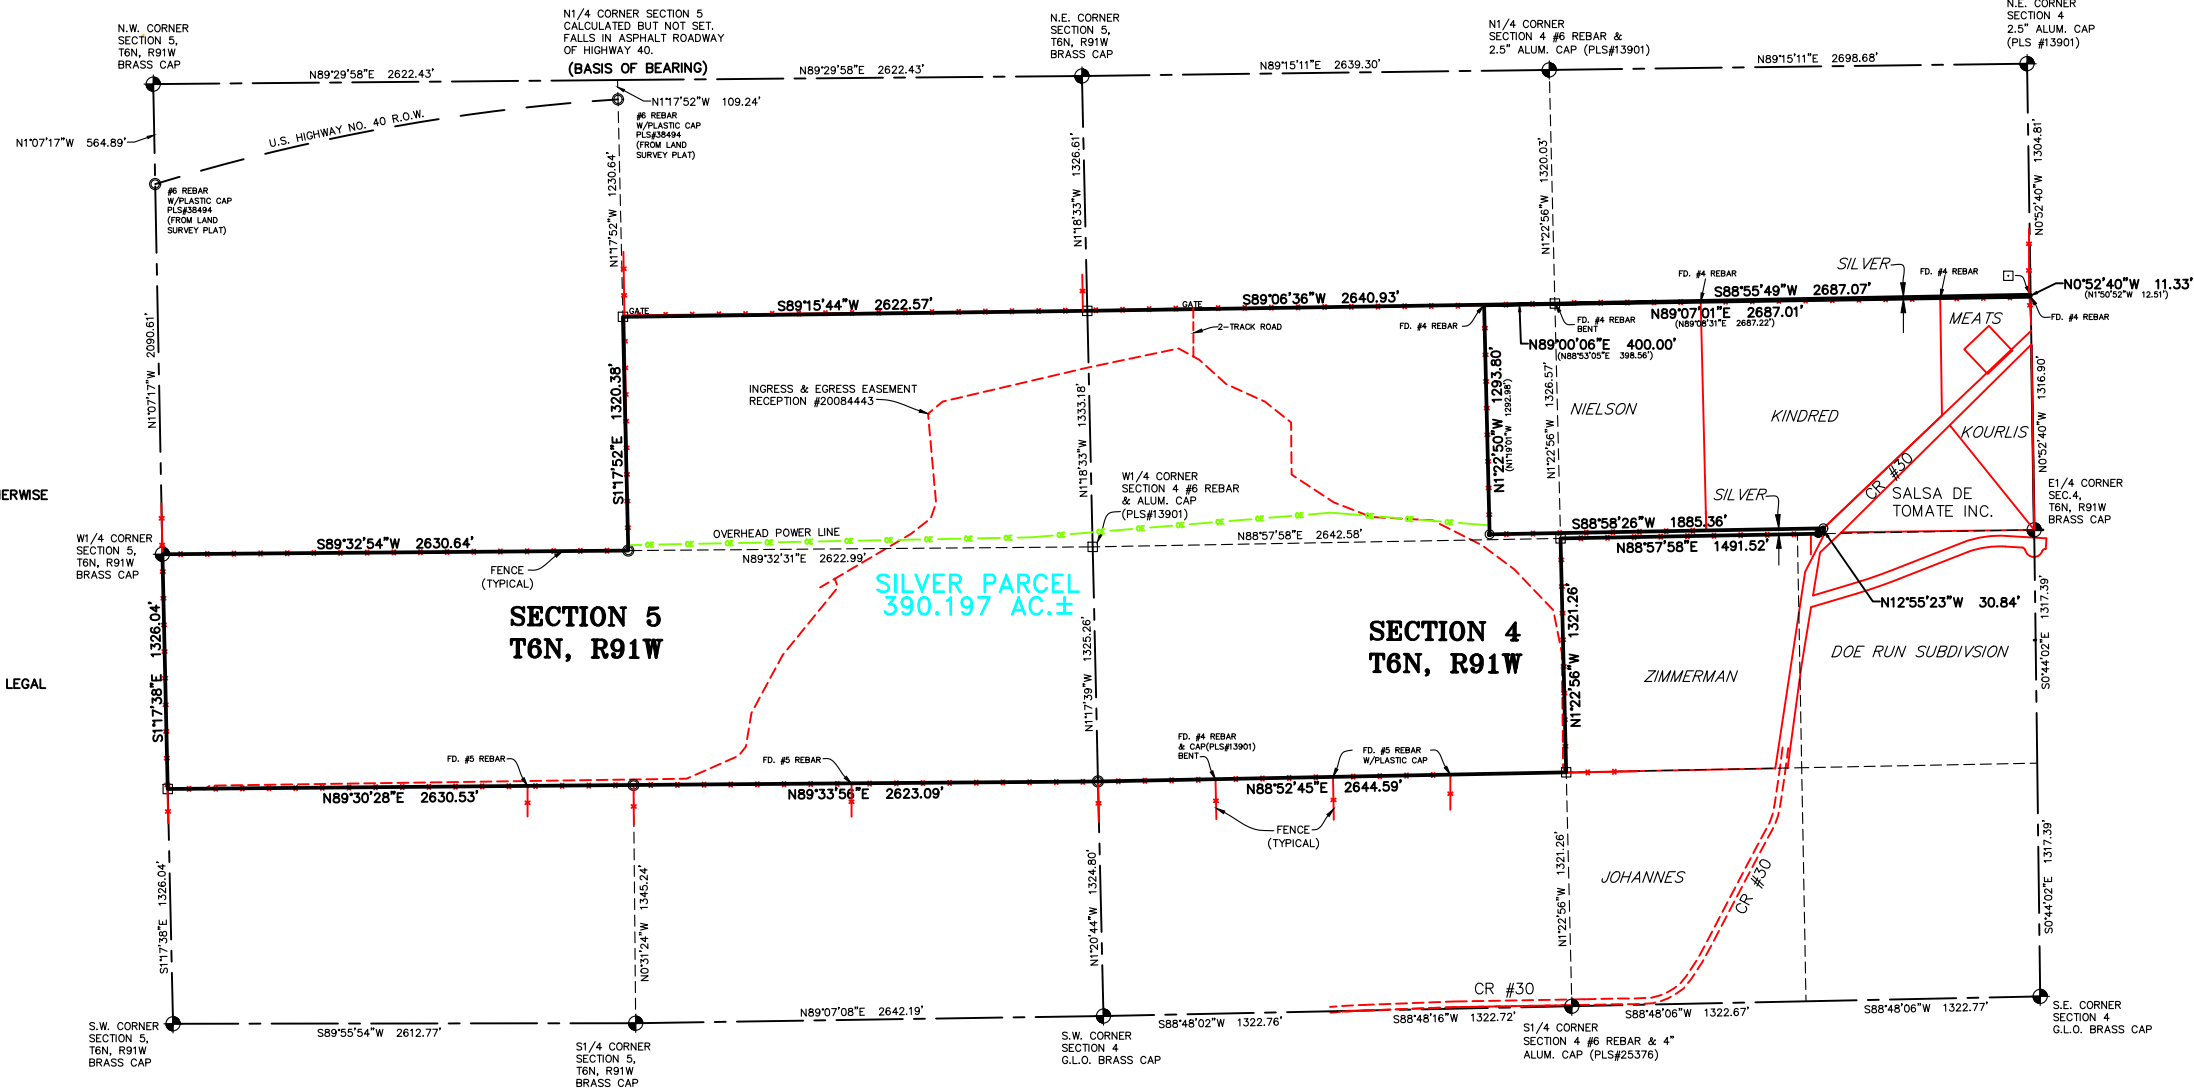 N.W. CORNER
SECTION 5,
T6N, R91W
BRASS CAP
N1/4 CORNER SECTION 5
CALCULATED BUT NOT SET.
FALLS IN ASPHALT ROADWAY
OF HIGHWAY 40.
(BASIS OF BEARING)
N.E. CORNER
SECTION 5,
T6N, R91W
BRASS CAP
N1/4 CORNER
SECTION 4 #6 REBAR &
2.5" ALUM. CAP (PLS#13901)
N.E. CORNER
SECTION 4
2.5" ALUM. CAP
(PLS #13901)
N89°29'58"E 2622.43'
N89°29'58"E 2622.43'
N89°15'11"E 2639.30'
N89°15'11"E 2698.68'
N1°07'17"W 564.89'
U.S. HIGHWAY NO. 40 R.O.W.
N1°17'52"W 109.24'
#6 REBAR
W/PLASTIC CAP
PLS#38494
(FROM LAND
SURVEY PLAT)
#6 REBAR
W/PLASTIC CAP
PLS#38494
(FROM LAND
SURVEY PLAT)
N1°17'52"W 1230.64'
N1°18'33"W 1326.61'
N1°22'56"W 1320.03'
N0°52'40"W 1304.81'
N1°07'17"W 2090.61'
GATE
S89°15'44"W 2622.57'
GATE
S89°06'36"W 2640.93'
FD. #4 REBAR
SILVER
FD. #4 REBAR
S88°55'49"W 2687.07'
N0°52'40"W 11.33'
(N1°50'52"W 12.51')
FD. #4 REBAR
N89°07'01"E 2687.01'
(N89°08'31"E 2687.22')
FD. #4 REBAR
FD. #4 REBAR
BENT
2-TRACK ROAD
N89°00'06"E 400.00'
(N88°53'05"E 398.56')
MEATS
INGRESS & EGRESS EASEMENT
RECEPTION #20084443
S1°17'52"E 1320.38'
N1°18'33"W 1333.18'
N1°22'50"W 1293.80'
(N1°19'01"W 1292.98')
N1°22'56"W 1326.57'
NIELSON
KINDRED
KOURLIS
N0°52'40"W 1316.90'
CR #30
SALSA DE
TOMATE INC.
E1/4 CORNER
SEC.4,
T6N, R91W
BRASS CAP
ERWISE
W1/4 CORNER
SECTION 4 #6 REBAR
& ALUM. CAP
(PLS#13901)
SILVER
W1/4 CORNER
SECTION 5,
T6N, R91W
BRASS CAP
S89°32'54"W 2630.64'
OVERHEAD POWER LINE
N89°32'31"E 2622.99'
N88°57'58"E 2642.58'
S88°58'26"W 1885.36'
N88°57'58"E 1491.52'
FENCE
(TYPICAL)
SILVER PARCEL
390.197 AC.±
N12°55'23"W 30.84'
SECTION 5
T6N, R91W
SECTION 4
T6N, R91W
S1°17'38"E 1326.04'
N1°17'39"W 1325.26'
N1°22'56"W 1321.26'
S0°44'02"E 1317.39'
ZIMMERMAN
DOE RUN SUBDIVSION
LEGAL
FD. #5 REBAR
FD. #5 REBAR
FD. #4 REBAR
& CAP(PLS#13901)
BENT
FD. #5 REBAR
W/PLASTIC CAP
N89°30'28"E 2630.53'
N89°33'56"E 2623.09'
N88°52'45"E 2644.59'
FENCE
(TYPICAL)
S1°17'38"E 1326.04'
N0°31'24"W 1345.24'
N1°20'44"W 1324.80'
N1°22'56"W 1321.26'
S0°44'02"E 1317.39'
JOHANNES
CR #30
CR #30
S.W. CORNER
SECTION 5,
T6N, R91W
BRASS CAP
S89°55'54"W 2612.77'
N89°07'08"E 2642.19'
S88°48'02"W 1322.76'
S88°48'16"W 1322.72'
S88°48'06"W 1322.67'
S88°48'06"W 1322.77'
S1/4 CORNER
SECTION 5,
T6N, R91W
BRASS CAP
S.W. CORNER
SECTION 4
G.L.O. BRASS CAP
S1/4 CORNER
SECTION 4 #6 REBAR & 4"
ALUM. CAP (PLS#25376)
S.E. CORNER
SECTION 4
G.L.O. BRASS CAP